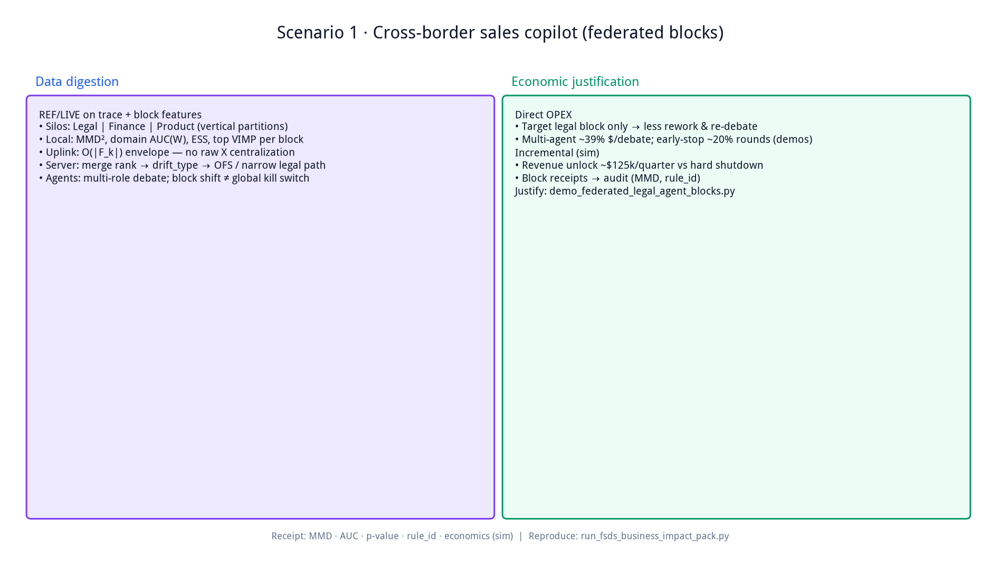 Scenario 1 · Cross-border sales copilot (federated blocks)
Data digestion
REF/LIVE on trace + block features
• Silos: Legal | Finance | Product (vertical partitions)
• Local: MMD², domain AUC(W), ESS, top VIMP per block
• Uplink: O(|F_k|) envelope — no raw X centralization
• Server: merge rank → drift_type → OFS / narrow legal path
• Agents: multi-role debate; block shift ≠ global kill switch
Economic justification
Direct OPEX
• Target legal block only → less rework & re-debate
• Multi-agent ~39% $/debate; early-stop ~20% rounds (demos)
Incremental (sim)
• Revenue unlock ~$125k/quarter vs hard shutdown
• Block receipts → audit (MMD, rule_id)
Justify: demo_federated_legal_agent_blocks.py
Receipt: MMD · AUC · p-value · rule_id · economics (sim) | Reproduce: run_fsds_business_impact_pack.py